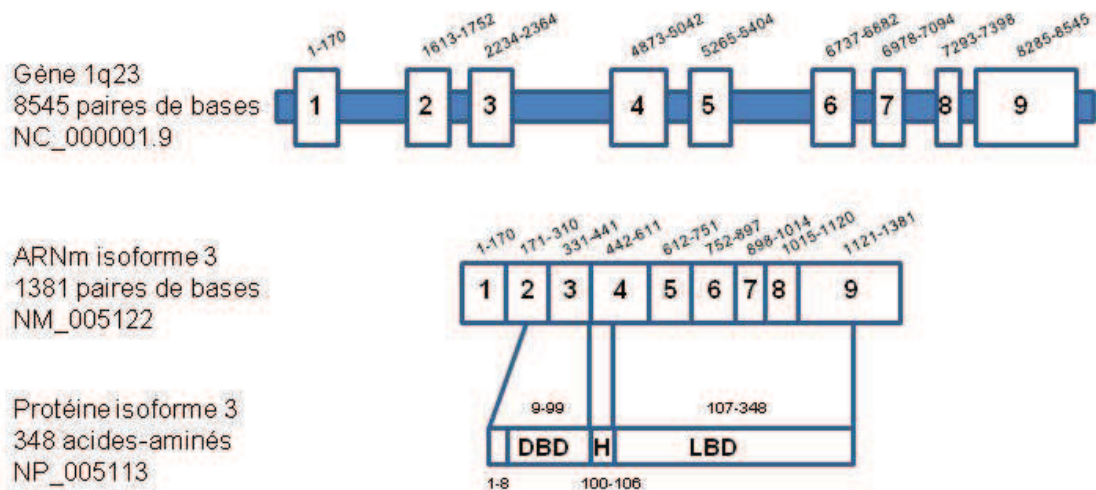 1-170 1613-1752 2234-2364 4873-5042 5265-5404 6737-6882 6978-7094 7293-7398 8285-8545
Gène 1q23
8545 paires de bases
NC_000001.9
1 2 3 4 5 6 7 8 9
1-170 171-310 331-441 442-611 612-751 752-897 898-1014 1015-1120 1121-1381
ARNm isoforme 3
1381 paires de bases
NM_005122
1 2 3 4 5 6 7 8 9
9-99 107-348
Protéine isoforme 3
348 acides-aminés
NP_005113
DBD H LBD
1-8 100-106